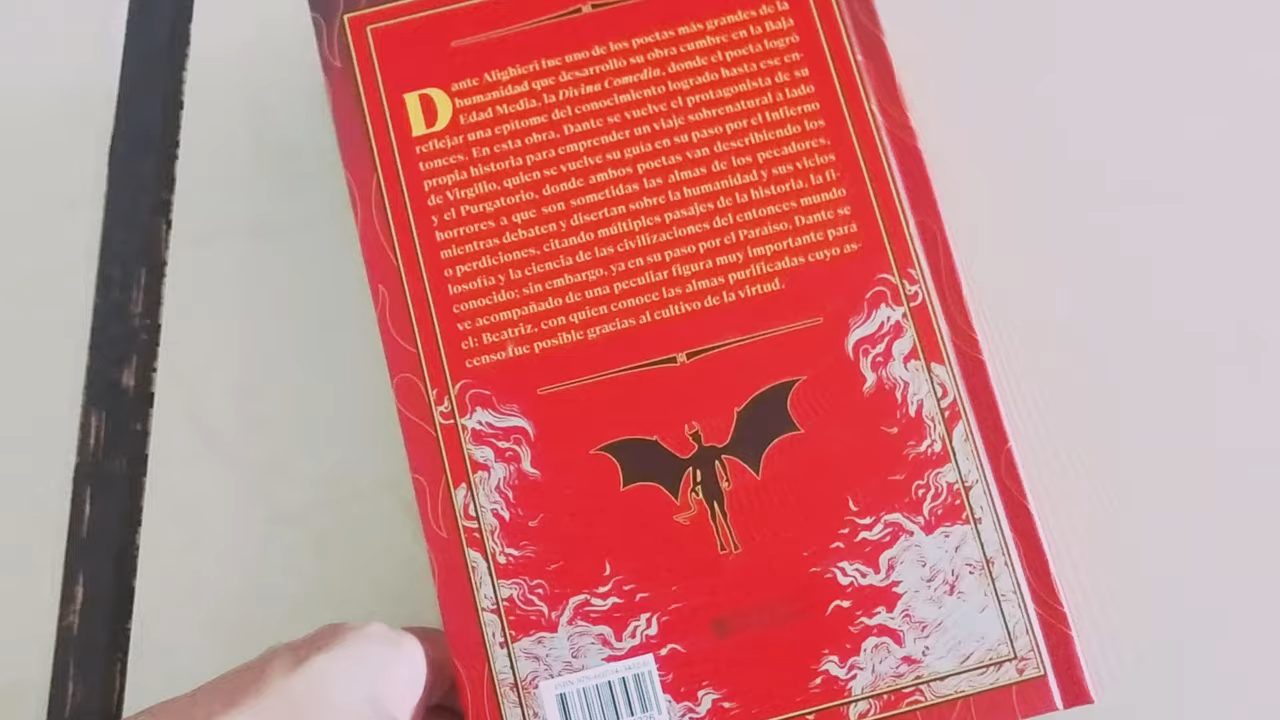 Dante Alighieri fue uno de los poetas más grandes de la
humanidad que desarrolló su obra cumbre en la Baja
Edad Media, la Divina Comedia, donde el poeta logró
reflejar una epítome del conocimiento logrado hasta ese en-
tonces. En esta obra, Dante se vuelve el protagonista de su
propia historia para emprender un viaje sobrenatural a lado
de Virgilio, quien se vuelve su guía en su paso por el Infierno
y el Purgatorio, donde ambos poetas van describiendo los
horrores a que son sometidas las almas de los pecadores,
mientras debaten y disertan sobre la humanidad y sus vicios
o perdiciones, citando múltiples pasajes de la historia, la fi-
losofía y la ciencia de las civilizaciones del entonces mundo
conocido; sin embargo, ya en su paso por el Paraíso, Dante se
ve acompañado de una peculiar figura muy importante para
el: Beatriz, con quien conoce las almas purificadas cuyo as-
censo fue posible gracias al cultivo de la virtud.